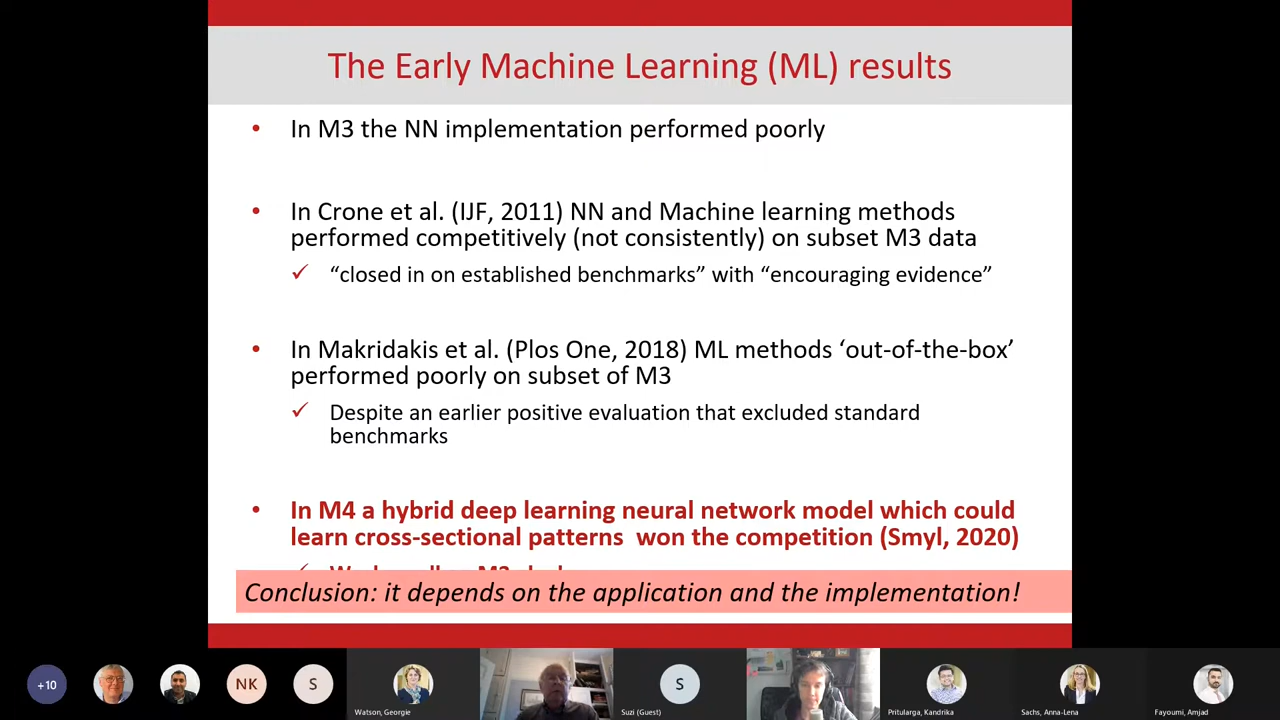 The Early Machine Learning (ML) results
• In M3 the NN implementation performed poorly
• In Crone et al. (IJF, 2011) NN and Machine learning methods
performed competitively (not consistently) on subset M3 data
✓ “closed in on established benchmarks” with “encouraging evidence”
• In Makridakis et al. (Plos One, 2018) ML methods ‘out-of-the-box’
performed poorly on subset of M3
✓ Despite an earlier positive evaluation that excluded standard
benchmarks
• In M4 a hybrid deep learning neural network model which could
learn cross-sectional patterns won the competition (Smyl, 2020)
Conclusion: it depends on the application and the implementation!
+10
NK
S
Watson, Georgie
S
Suzi (Guest)
Pritularga, Kandrika
Sachs, Anna-Lena
Fayoumi, Amjad